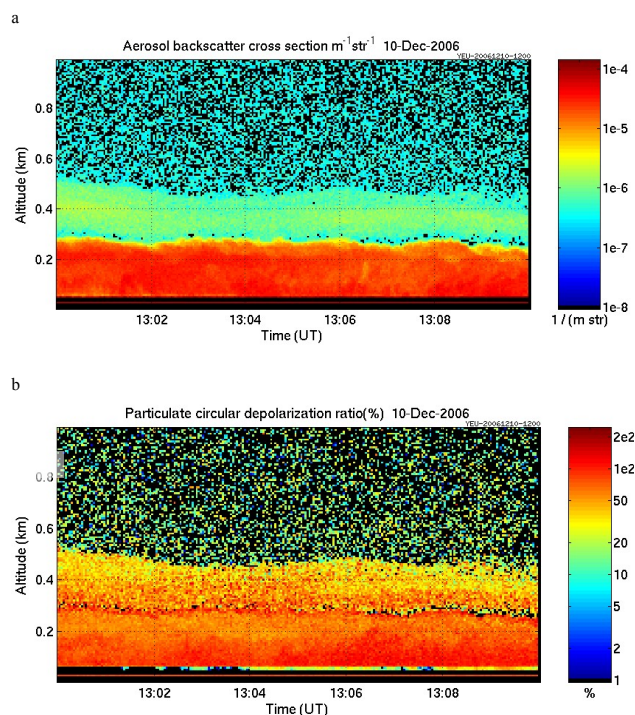 a
Aerosol backscatter cross section m⁻¹str⁻¹ 10-Dec-2006
YEU-20061210-1200
Altitude (km)
0.8
0.6
0.4
0.2
13:02 13:04 13:06 13:08
Time (UT)
1e-4
1e-5
1e-6
1e-7
1e-8
1 / (m str)
b
Particulate circular depolarization ratio(%) 10-Dec-2006
YEU-20061210-1200
Altitude (km)
0.8
0.6
0.4
0.2
13:02 13:04 13:06 13:08
Time (UT)
2e2
1e2
50
20
10
5
2
1
%